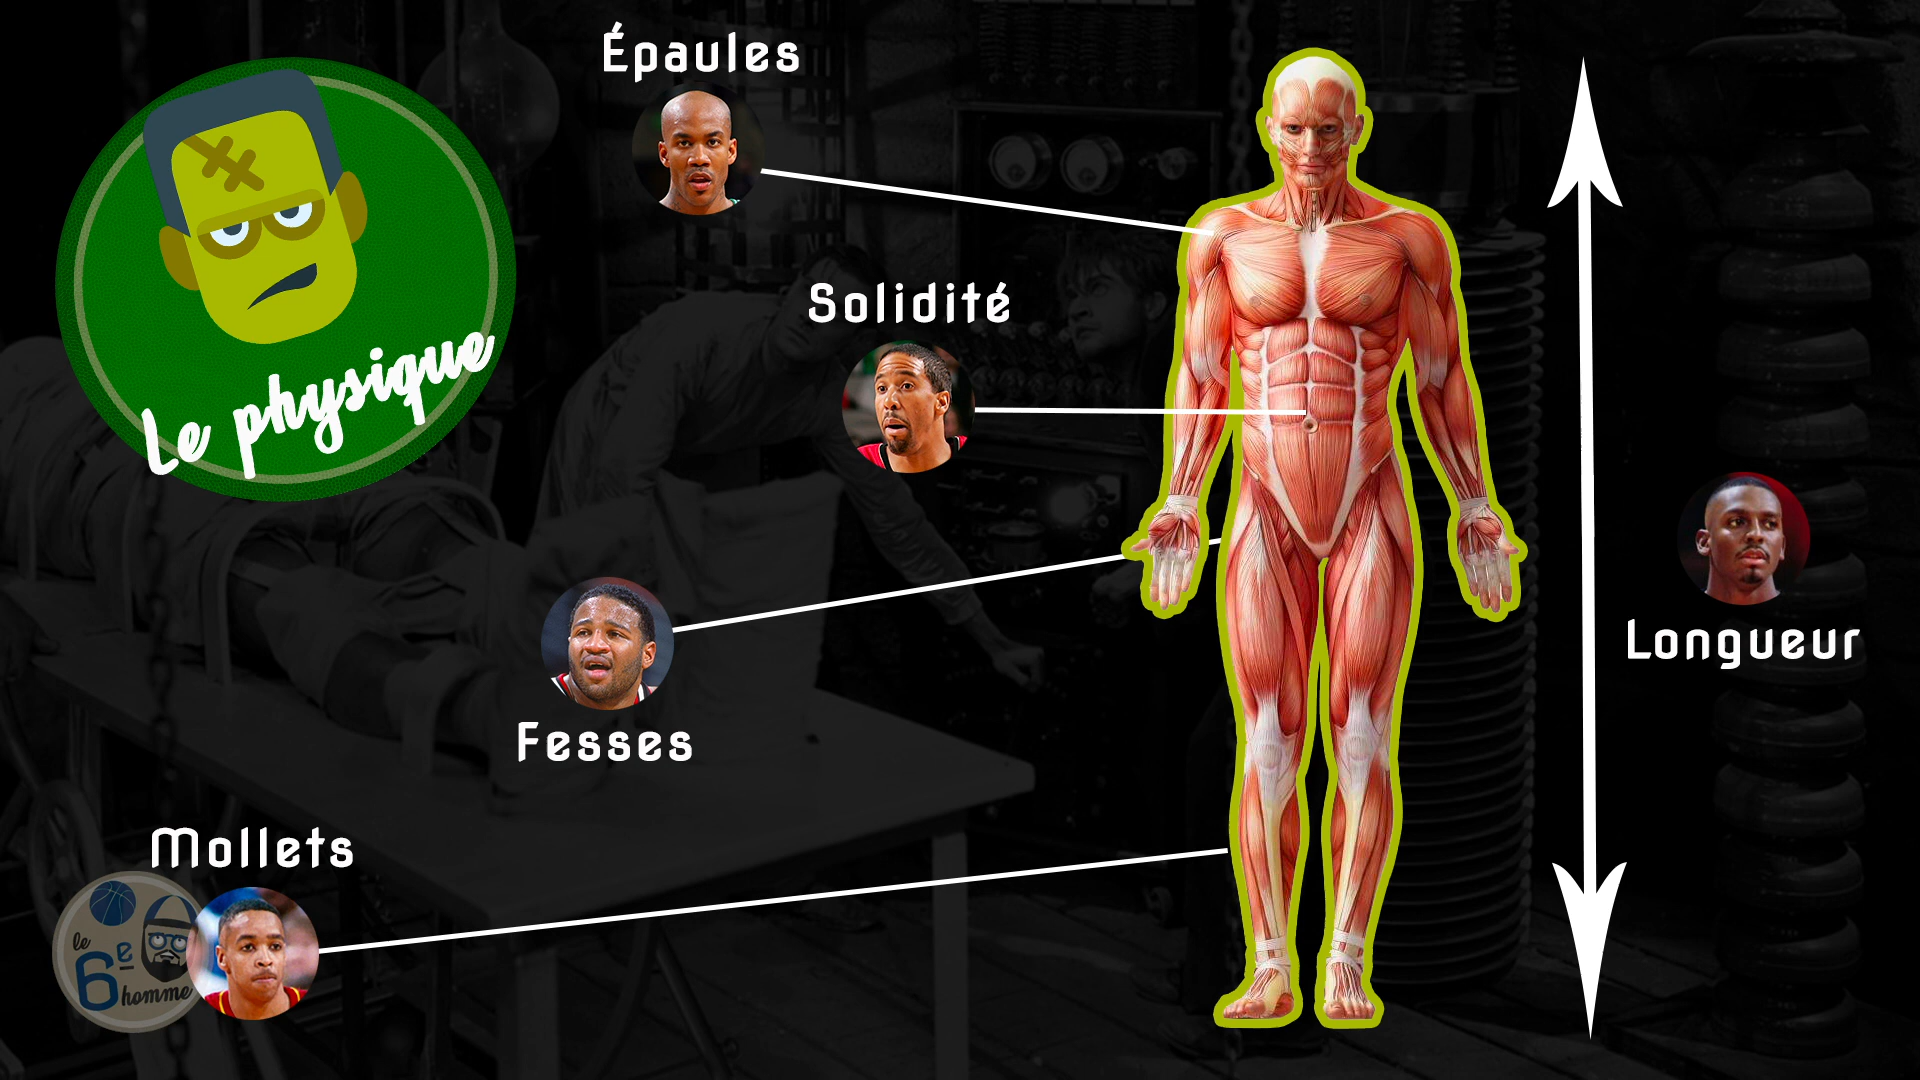 Épaules
Le physique
Solidité
Longueur
Fesses
Mollets
le
6e
homme